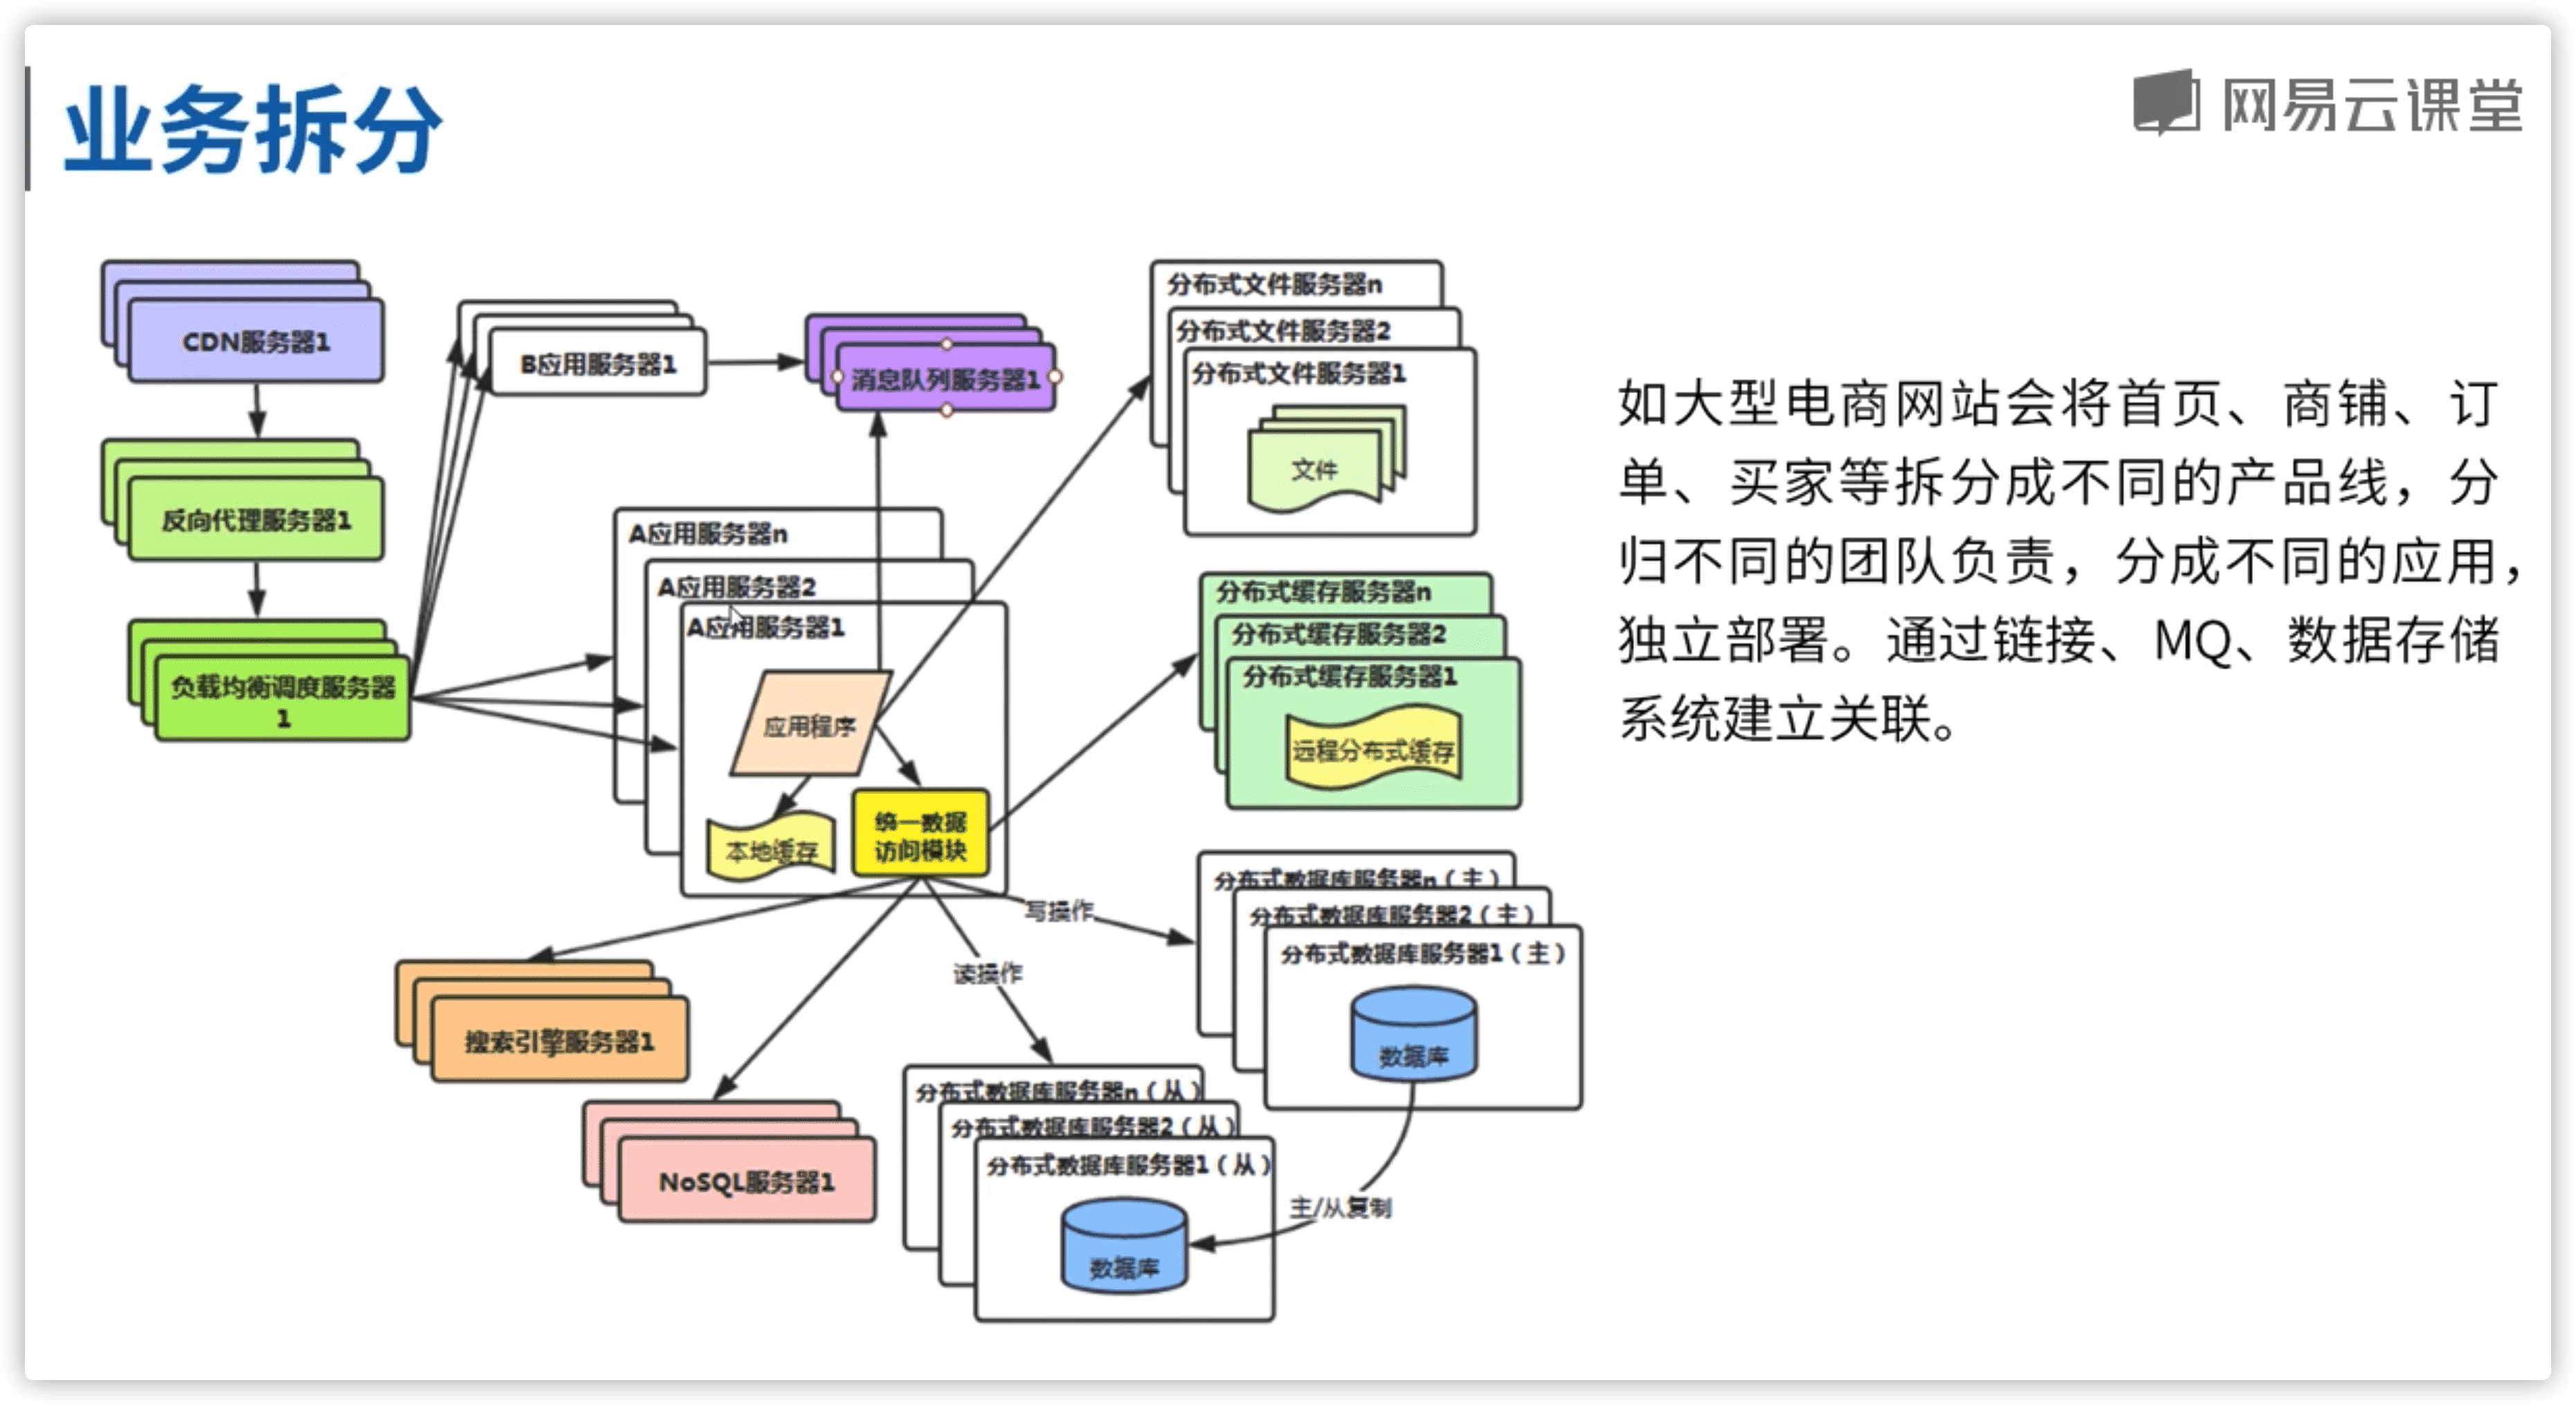 业务拆分
网易云课堂
CDN服务器1
反向代理服务器1
负载均衡调度服务器
1
B应用服务器1
消息队列服务器1
A应用服务器n
A应用服务器2
A应用服务器1
应用程序
本地缓存
统一数据
访问模块
分布式文件服务器n
分布式文件服务器2
分布式文件服务器1
文件
分布式缓存服务器n
分布式缓存服务器2
分布式缓存服务器1
远程分布式缓存
写操作
读操作
分布式数据库服务器n（主）
分布式数据库服务器2（主）
分布式数据库服务器1（主）
数据库
搜索引擎服务器1
NoSQL服务器1
分布式数据库服务器n（从）
分布式数据库服务器2（从）
分布式数据库服务器1（从）
数据库
主/从复制
如大型电商网站会将首页、商铺、订
单、买家等拆分成不同的产品线，分
归不同的团队负责，分成不同的应用，
独立部署。通过链接、MQ、数据存储
系统建立关联。